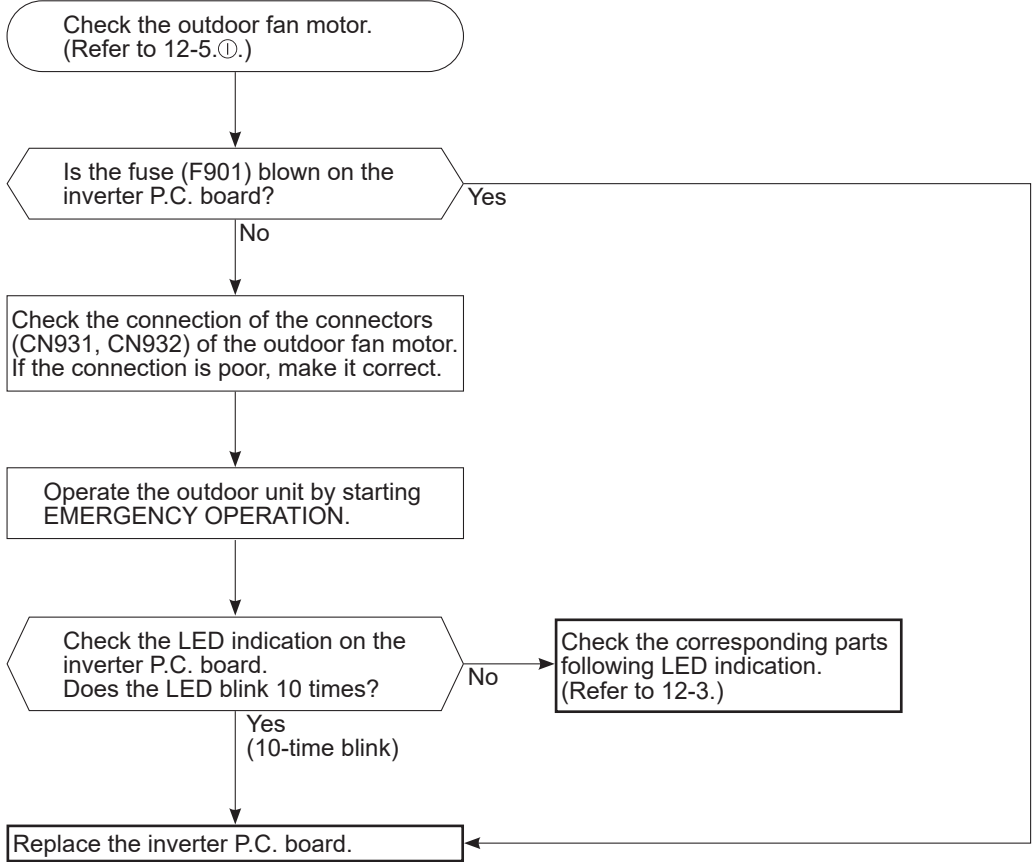 Check the outdoor fan motor.
(Refer to 12-5.Ⓘ.)
Is the fuse (F901) blown on the
inverter P.C. board?
Yes
No
Check the connection of the connectors
(CN931, CN932) of the outdoor fan motor.
If the connection is poor, make it correct.
Operate the outdoor unit by starting
EMERGENCY OPERATION.
Check the LED indication on the
inverter P.C. board.
Does the LED blink 10 times?
No
Check the corresponding parts
following LED indication.
(Refer to 12-3.)
Yes
(10-time blink)
Replace the inverter P.C. board.